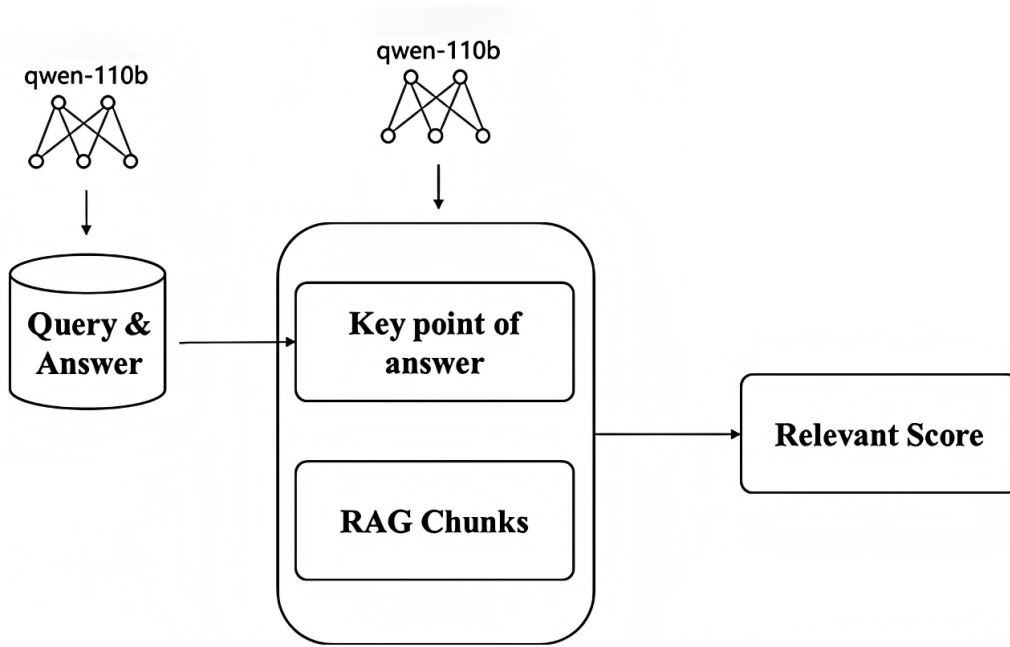 qwen-110b
qwen-110b
Query &
Answer
Key point of
answer
RAG Chunks
Relevant Score